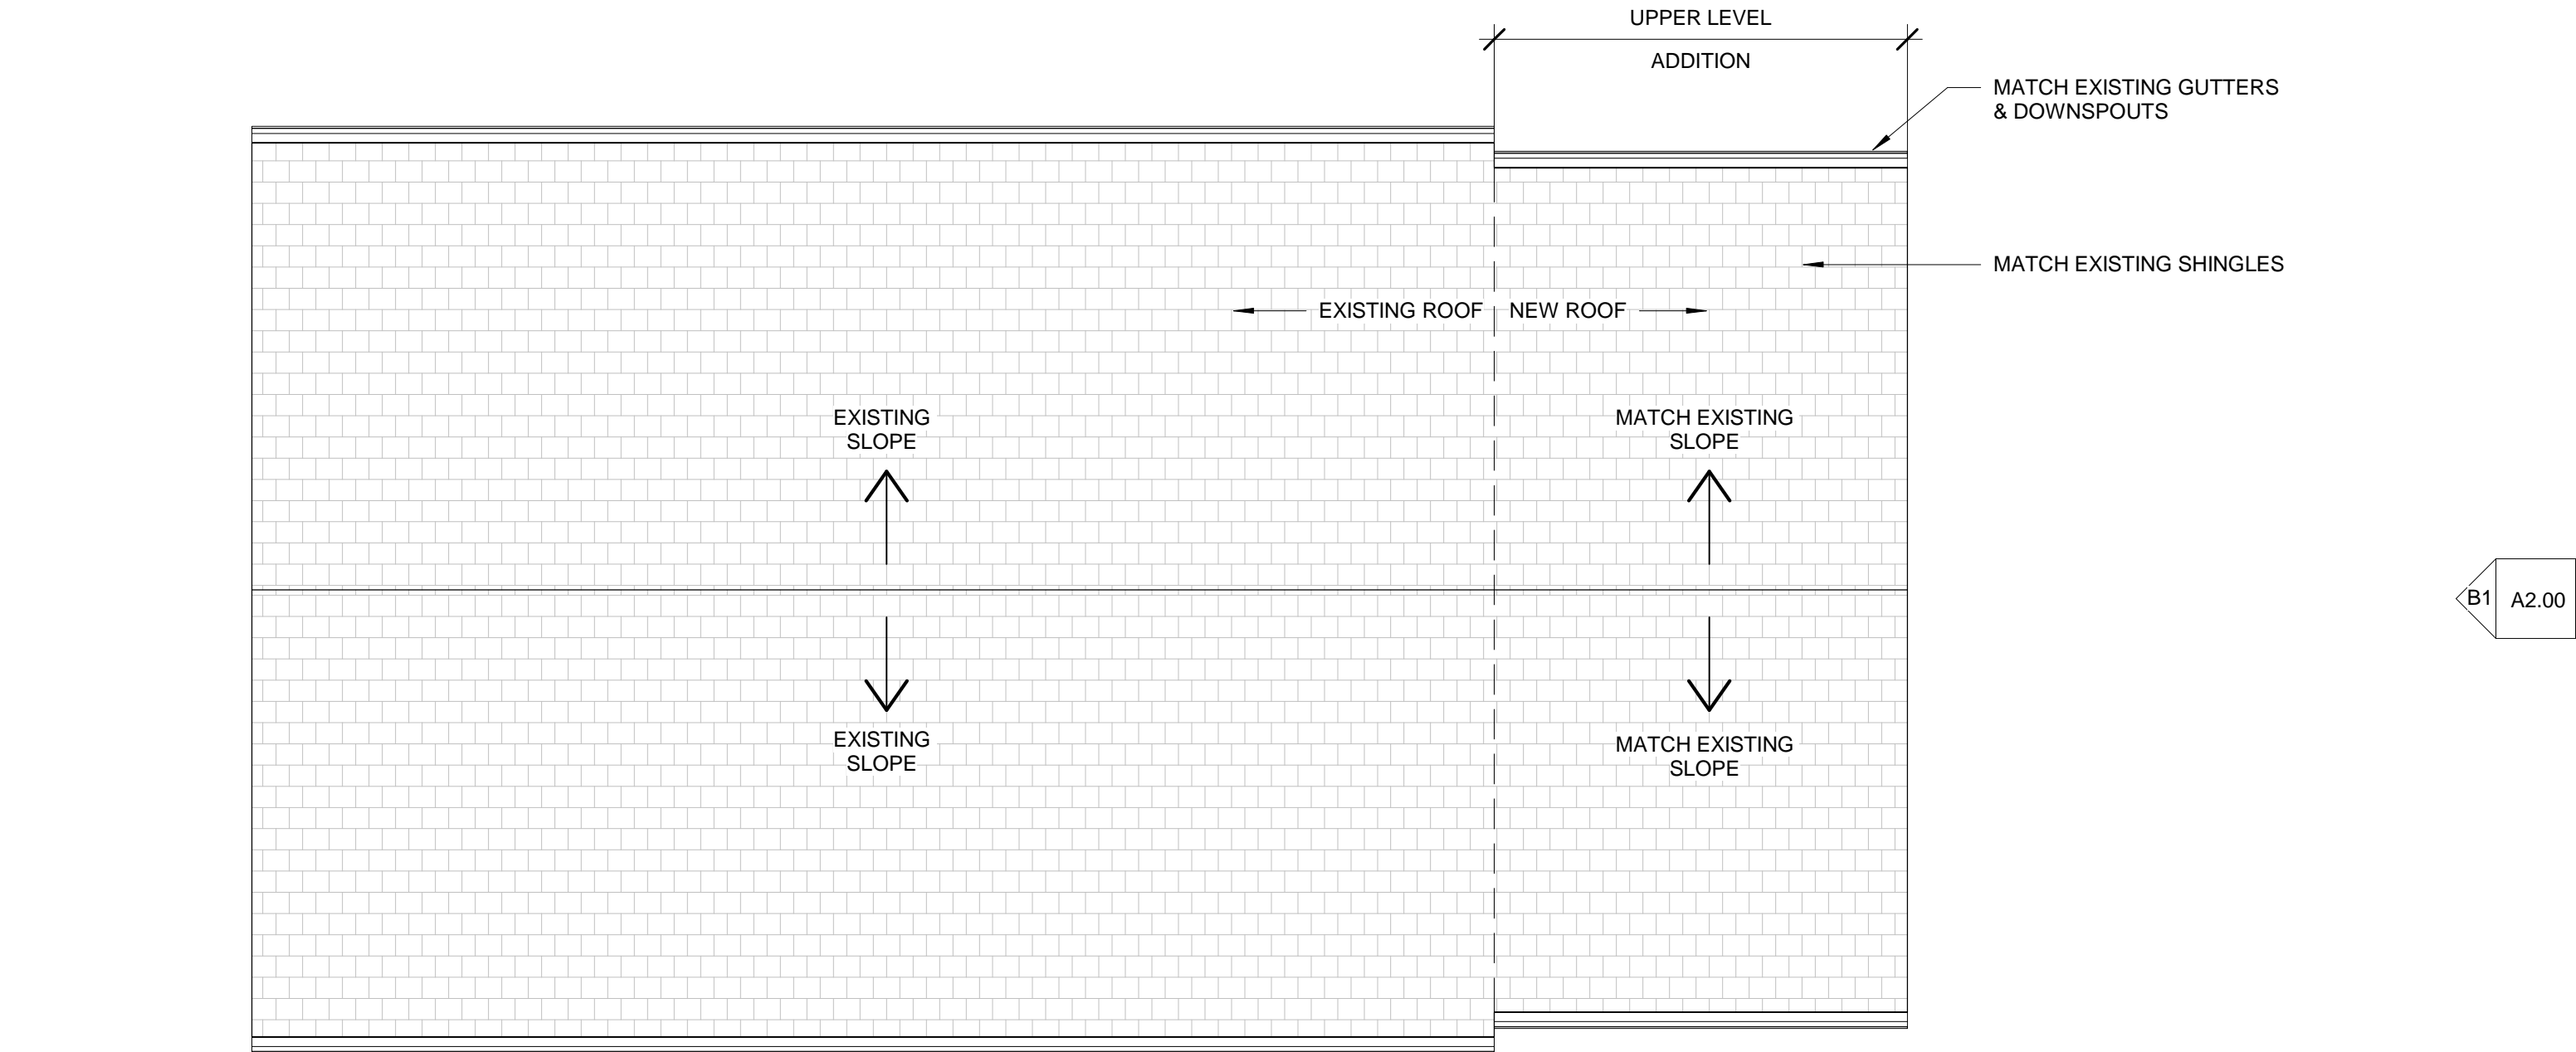 UPPER LEVEL
ADDITION
MATCH EXISTING GUTTERS
& DOWNSPOUTS
MATCH EXISTING SHINGLES
EXISTING ROOF
NEW ROOF
EXISTING
SLOPE
MATCH EXISTING
SLOPE
B1
A2.00
EXISTING
SLOPE
MATCH EXISTING
SLOPE